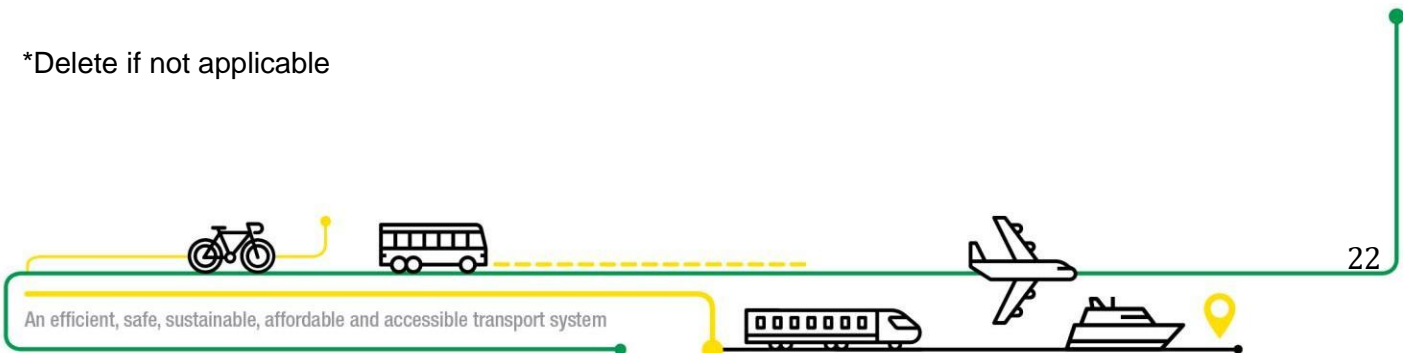 *Delete if not applicable
22
An efficient, safe, sustainable, affordable and accessible transport system